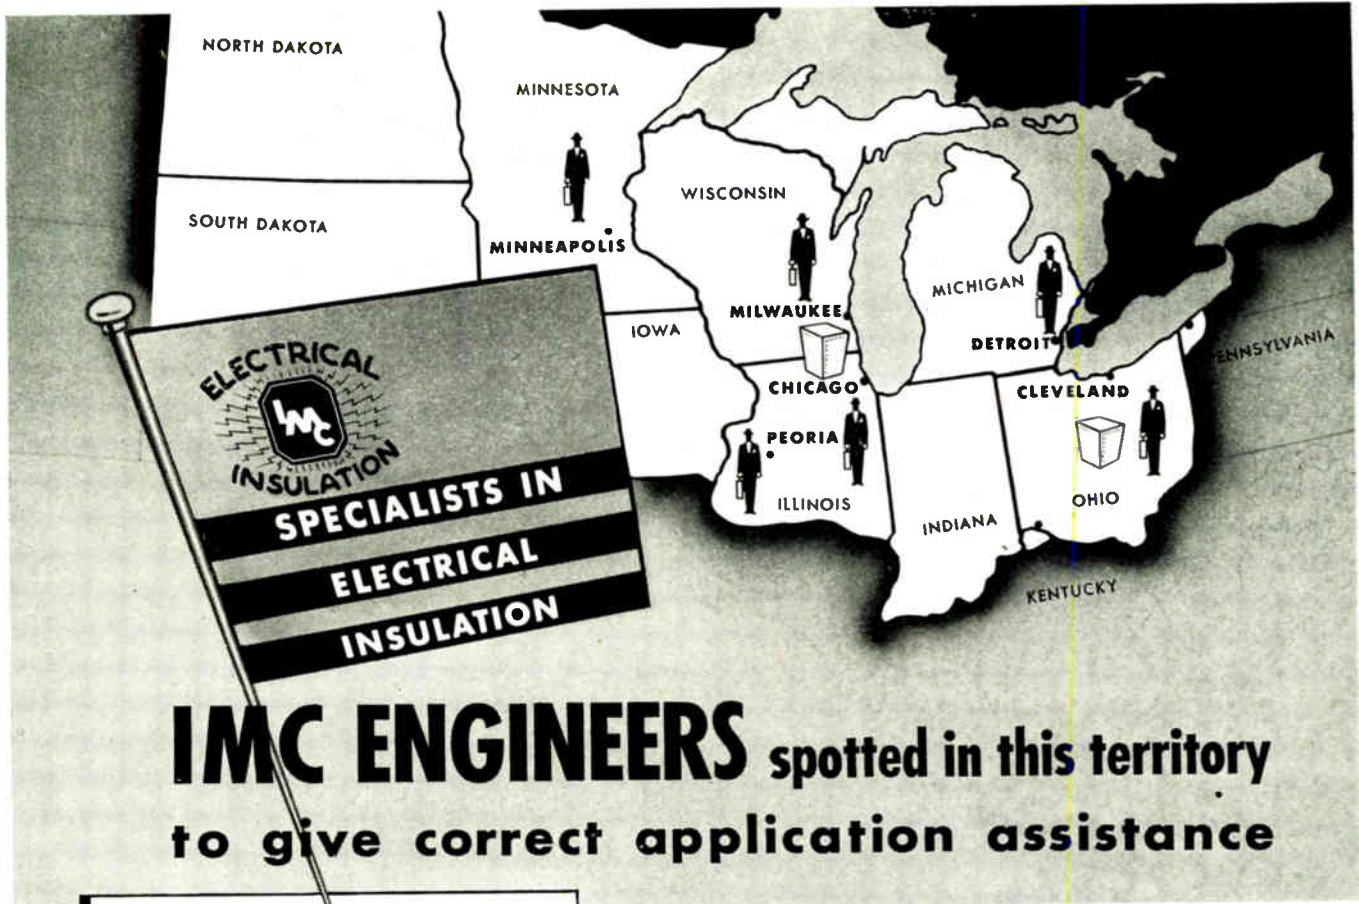 NORTH DAKOTA
MINNESOTA
WISCONSIN
SOUTH DAKOTA
MINNEAPOLIS
MICHIGAN
MILWAUKEE
IOWA
DETROIT
PENNSYLVANIA
CHICAGO
CLEVELAND
PEORIA
ILLINOIS
OHIO
INDIANA
KENTUCKY
ELECTRICAL
IMC
INSULATION
SPECIALISTS IN
ELECTRICAL
INSULATION
IMC ENGINEERS spotted in this territory
to give correct application assistance